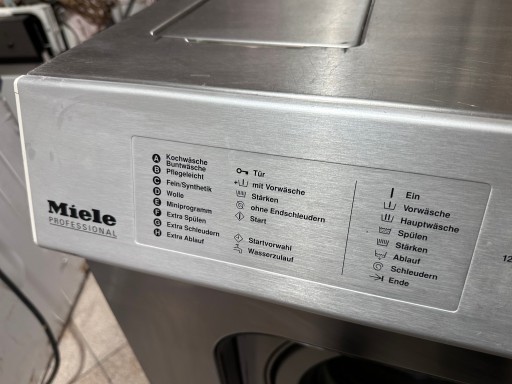 Miele
PROFESSIONAL
A Kochwäsche
Buntwäsche
B Pflegeleicht
C Fein/Synthetik
D Wolle
E Miniprogramm
F Extra Spülen
G Extra Schleudern
H Extra Ablauf
Tür
mit Vorwäsche
Stärken
ohne Endschleudern
Start
Startvorwahl
Wasserzulauf
Ein
Vorwäsche
Hauptwäsche
Spülen
Stärken
Ablauf
Schleudern
Ende
12